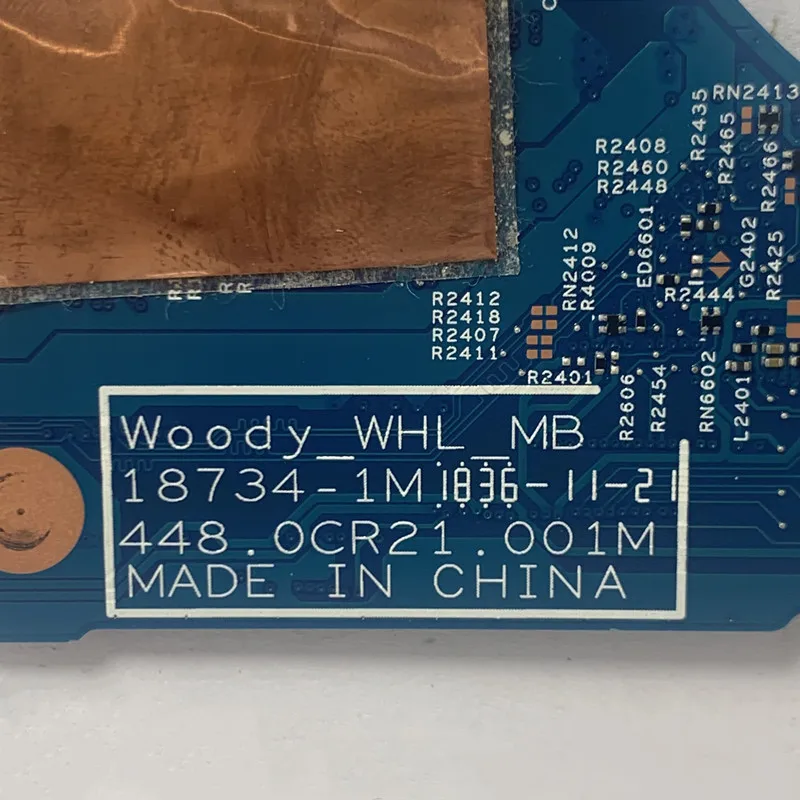 RN2413
R2435
R2465
R2466
R2408
R2460
R2448
ED6601
G2402
R2425
RN2412
R4009
R2444
R2412
R2418
R2407
R2411
R2401
R2606
R2454
RN6602
L2401
Woody_WHL_MB
18734-1M 1836-11-21
448.0CR21.001M
MADE IN CHINA